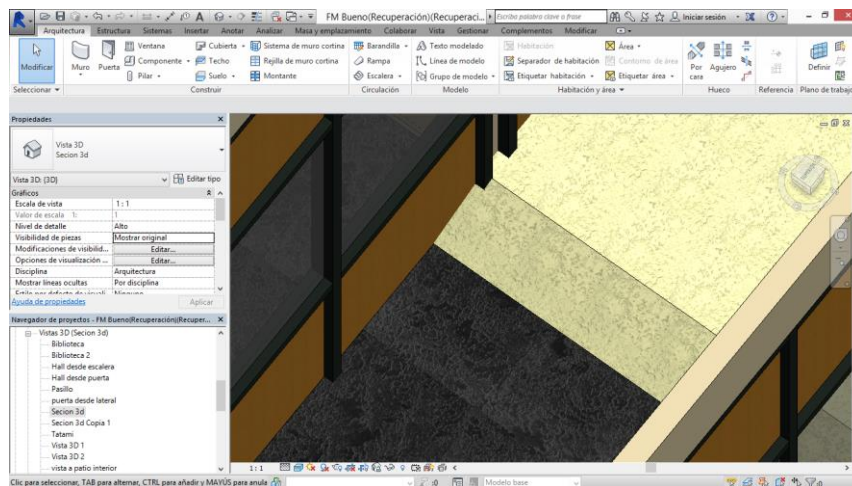 FM Bueno(Recuperación)(Recuperaci...
Escriba palabra clave o frase
Iniciar sesión
Arquitectura Estructura Sistemas Insertar Anotar Analizar Masa y emplazamiento Colaborar Vista Gestionar Complementos Modificar
Modificar
Muro
Puerta
Ventana
Componente
Pilar
Cubierta
Techo
Suelo
Sistema de muro cortina
Rejilla de muro cortina
Montante
Barandilla
Rampa
Escalera
Texto modelado
Línea de modelo
Grupo de modelo
Habitación
Separador de habitación
Etiquetar habitación
Área
Contorno de área
Etiquetar área
Por cara
Agujero
Definir
Seleccionar
Construir
Circulación
Modelo
Habitación y área
Hueco
Referencia
Plano de trabajo
Propiedades
Vista 3D
Secion 3d
Vista 3D: {3D}
Editar tipo
Gráficos
Escala de vista 1 : 1
Valor de escala 1: 1
Nivel de detalle Alto
Visibilidad de piezas Mostrar original
Modificaciones de visibilid... Editar...
Opciones de visualización ... Editar...
Disciplina Arquitectura
Mostrar líneas ocultas Por disciplina
Ayuda de propiedades
Aplicar
Navegador de proyectos - FM Bueno(Recuperación)(Recuper...
Vistas 3D (Secion 3d)
Biblioteca
Biblioteca 2
Hall desde escalera
Hall desde puerta
Pasillo
puerta desde lateral
Secion 3d
Secion 3d Copia 1
Tatami
Vista 3D 1
Vista 3D 2
vista a patio interior
1 : 1
Clic para seleccionar, TAB para alternar, CTRL para añadir y MAYÚS para anula
:0
Modelo base
:0